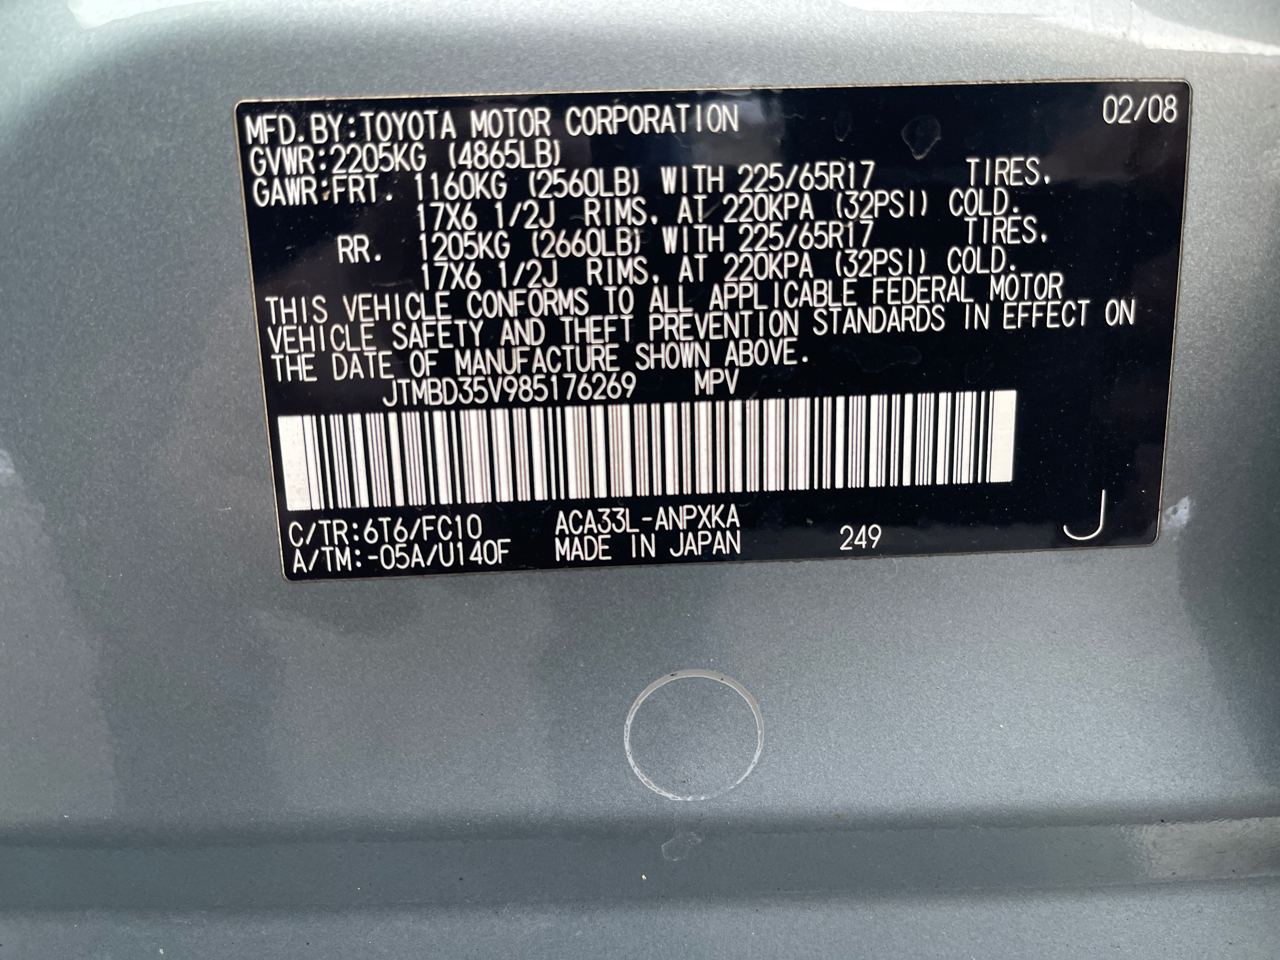 MFD.BY:TOYOTA MOTOR CORPORATION 02/08
GVWR:2205KG (4865LB)
GAWR:FRT. 1160KG (2560LB) WITH 225/65R17 TIRES,
17X6 1/2J RIMS, AT 220KPA (32PSI) COLD.
RR. 1205KG (2660LB) WITH 225/65R17 TIRES,
17X6 1/2J RIMS, AT 220KPA (32PSI) COLD.
THIS VEHICLE CONFORMS TO ALL APPLICABLE FEDERAL MOTOR
VEHICLE SAFETY AND THEFT PREVENTION STANDARDS IN EFFECT ON
THE DATE OF MANUFACTURE SHOWN ABOVE.
JTMBD35V985176269 MPV
C/TR:6T6/FC10 ACA33L-ANPXKA
A/TM:-05A/U140F MADE IN JAPAN 249 J